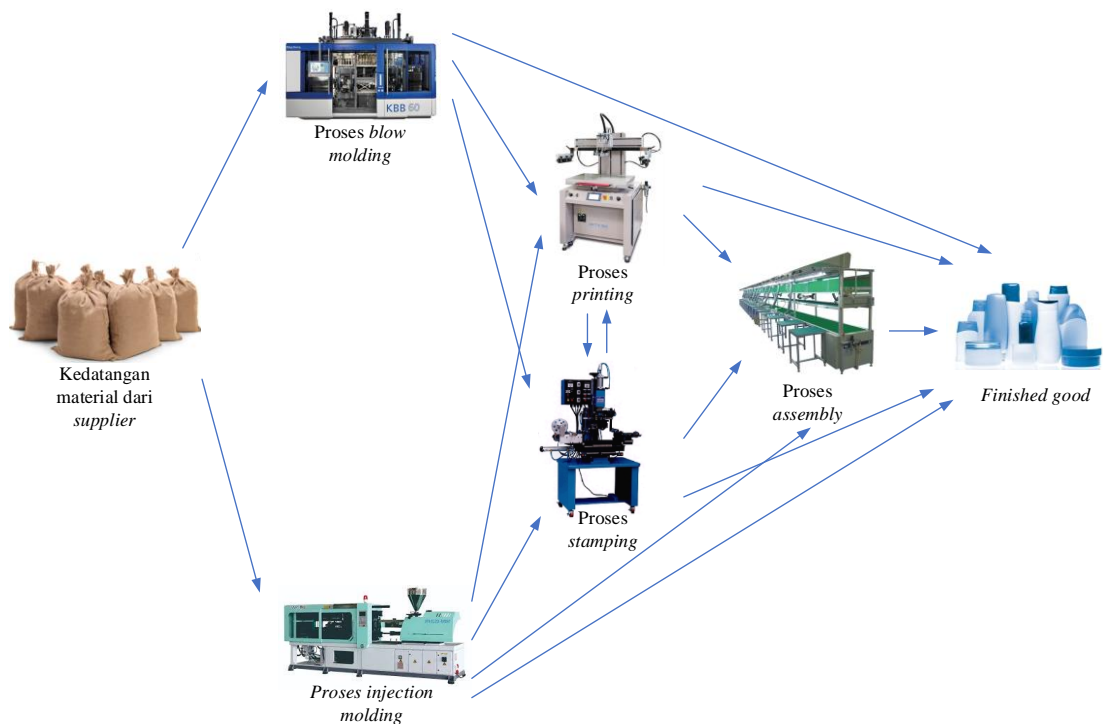 KBB 60
Proses blow
molding
Proses
printing
Kedatangan
material dari
supplier
Proses
assembly
Finished good
Proses
stamping
Proses injection
molding